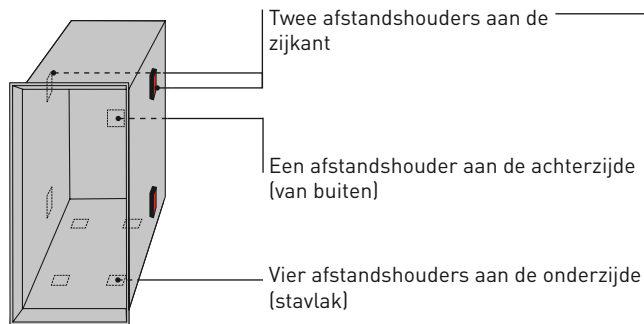 Twee afstandshouders aan de
zijkant
Een afstandshouder aan de achterzijde
(van buiten)
Vier afstandshouders aan de onderzijde
(stavlak)